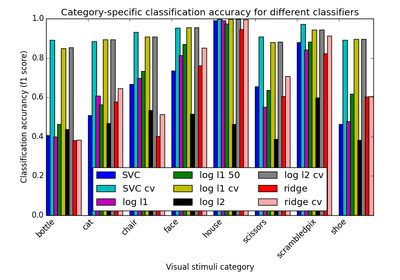 Category-specific classification accuracy for different classifiers
Classification accurancy (f1 score)
1.0
0.8
0.6
0.4
0.2
0.0
SVC
SVC cv
log l1
log l1 50
log l1 cv
log l2
log l2 cv
ridge
ridge cv
bottle
cat
chair
face
house
scissors
scrambledpix
shoe
Visual stimuli category